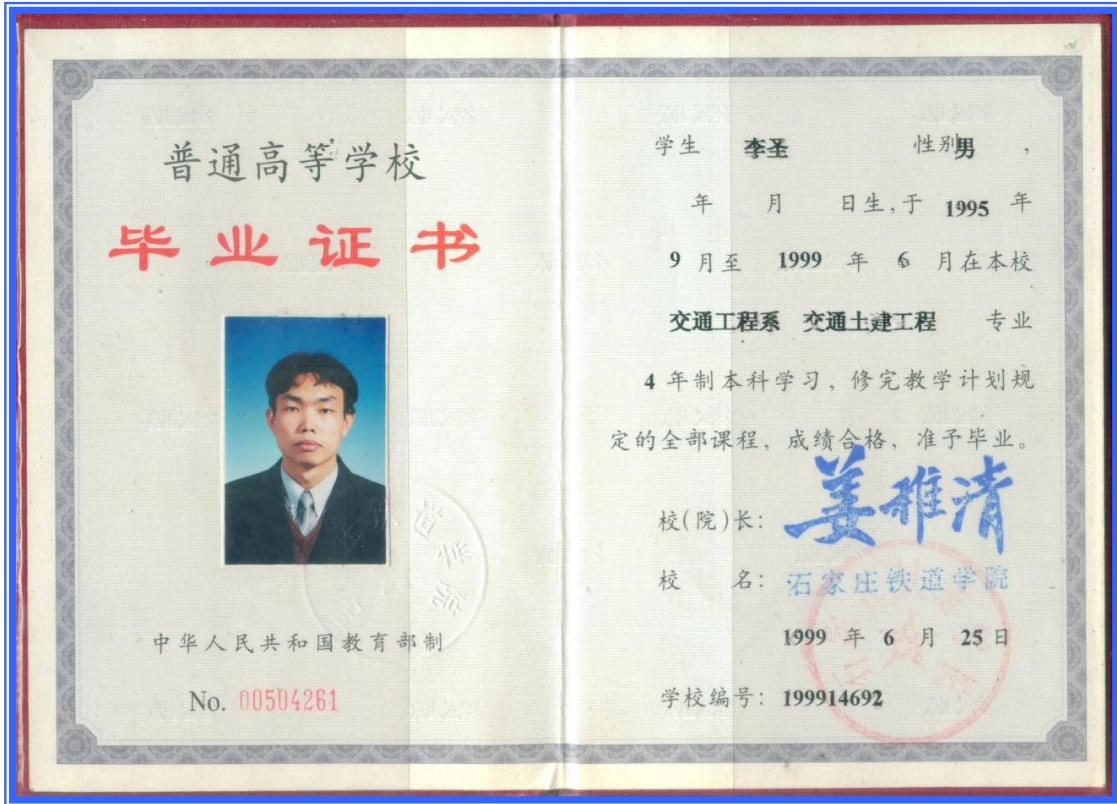 普通高等学校
毕业证书
中华人民共和国教育部制
No. 00504261
学生 李圣 性别男,
年 月 日生,于 1995 年
9 月至 1999 年 6 月在本校
交通工程系 交通土建工程 专业
4 年制本科学习, 修完教学计划规
定的全部课程, 成绩合格, 准予毕业。
校(院)长: 姜稚清
校 名: 石家庄铁道学院
1999 年 6 月 25 日
学校编号: 199914692